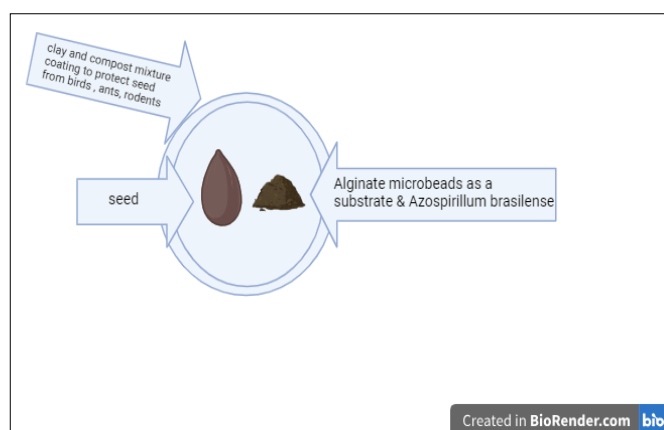 clay and compost mixture
coating to protect seed
from birds , ants, rodents
seed
Alginate microbeads as a
substrate & Azospirillum brasilense
Created in BioRender.com bio